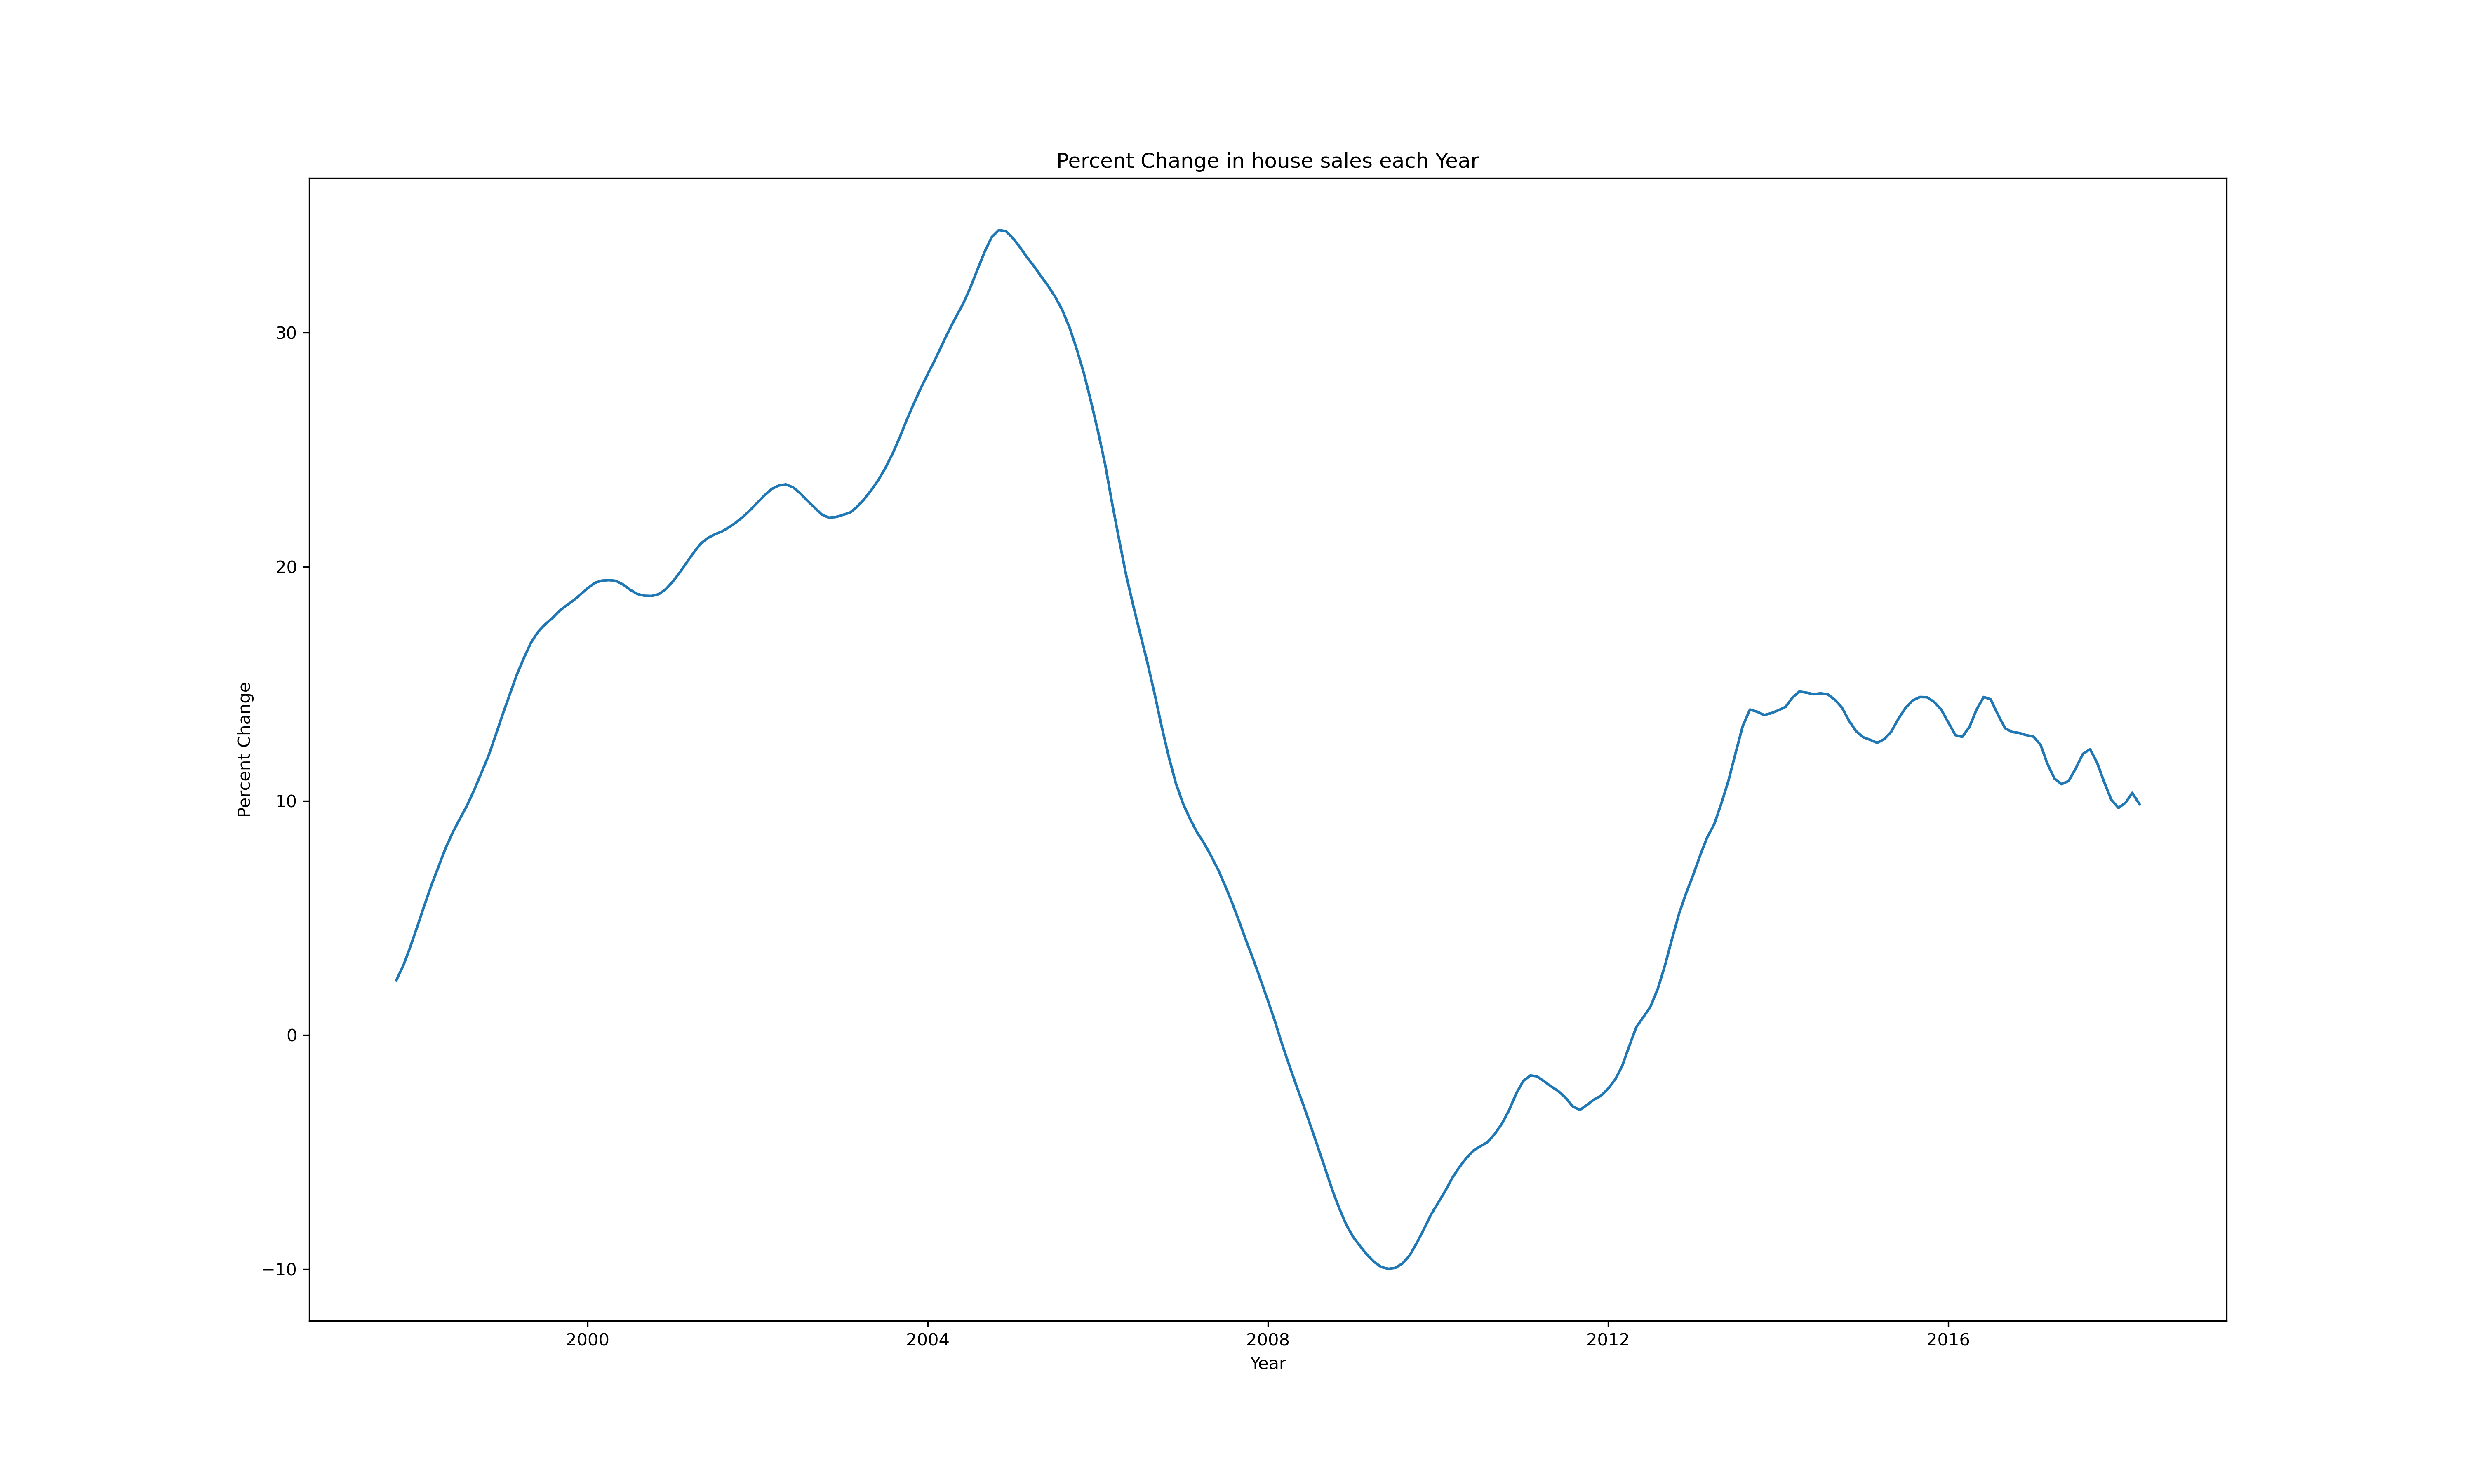 Percent Change in house sales each Year
Percent Change
30
20
10
0
−10
2000 2004 2008 2012 2016
Year